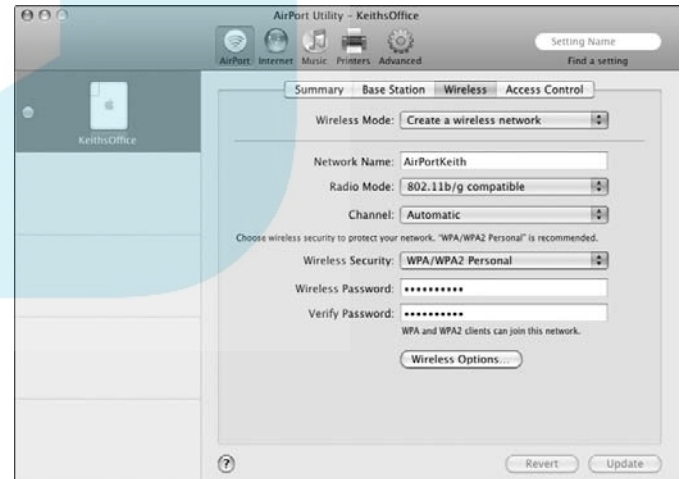 AirPort Utility – KeithsOffice
AirPort Internet Music Printers Advanced
Setting Name
Find a setting
KeithsOffice
Summary Base Station Wireless Access Control
Wireless Mode: Create a wireless network
Network Name: AirPortKeith
Radio Mode: 802.11b/g compatible
Channel: Automatic
Choose wireless security to protect your network. "WPA/WPA2 Personal" is recommended.
Wireless Security: WPA/WPA2 Personal
Wireless Password: ••••••••••
Verify Password: ••••••••••
WPA and WPA2 clients can join this network.
Wireless Options...
? Revert Update